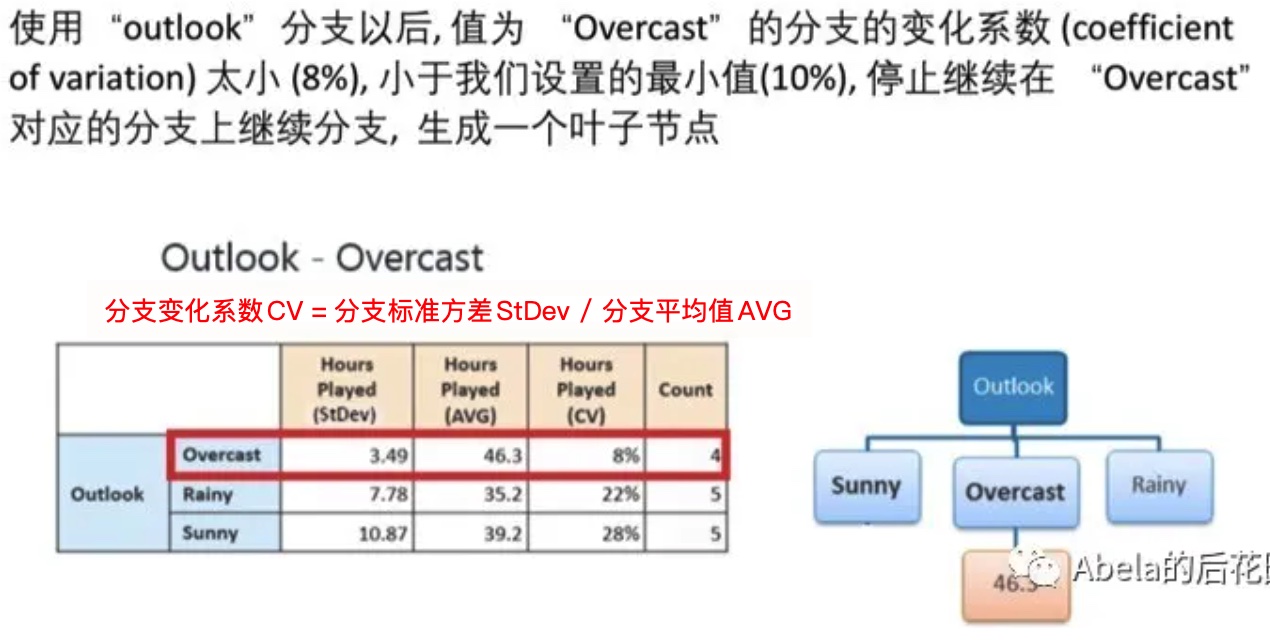 使用 “outlook” 分支以后, 值为 “Overcast” 的分支的变化系数 (coefficient
of variation) 太小 (8%), 小于我们设置的最小值(10%), 停止继续在 “Overcast”
对应的分支上继续分支, 生成一个叶子节点
Outlook - Overcast
分支变化系数CV = 分支标准方差StDev / 分支平均值AVG
Hours Played (StDev) Hours Played (AVG) Hours Played (CV) Count
Outlook
Overcast 3.49 46.3 8% 4
Rainy 7.78 35.2 22% 5
Sunny 10.87 39.2 28% 5
Outlook
Sunny Overcast Rainy
46.3
Abela的后花